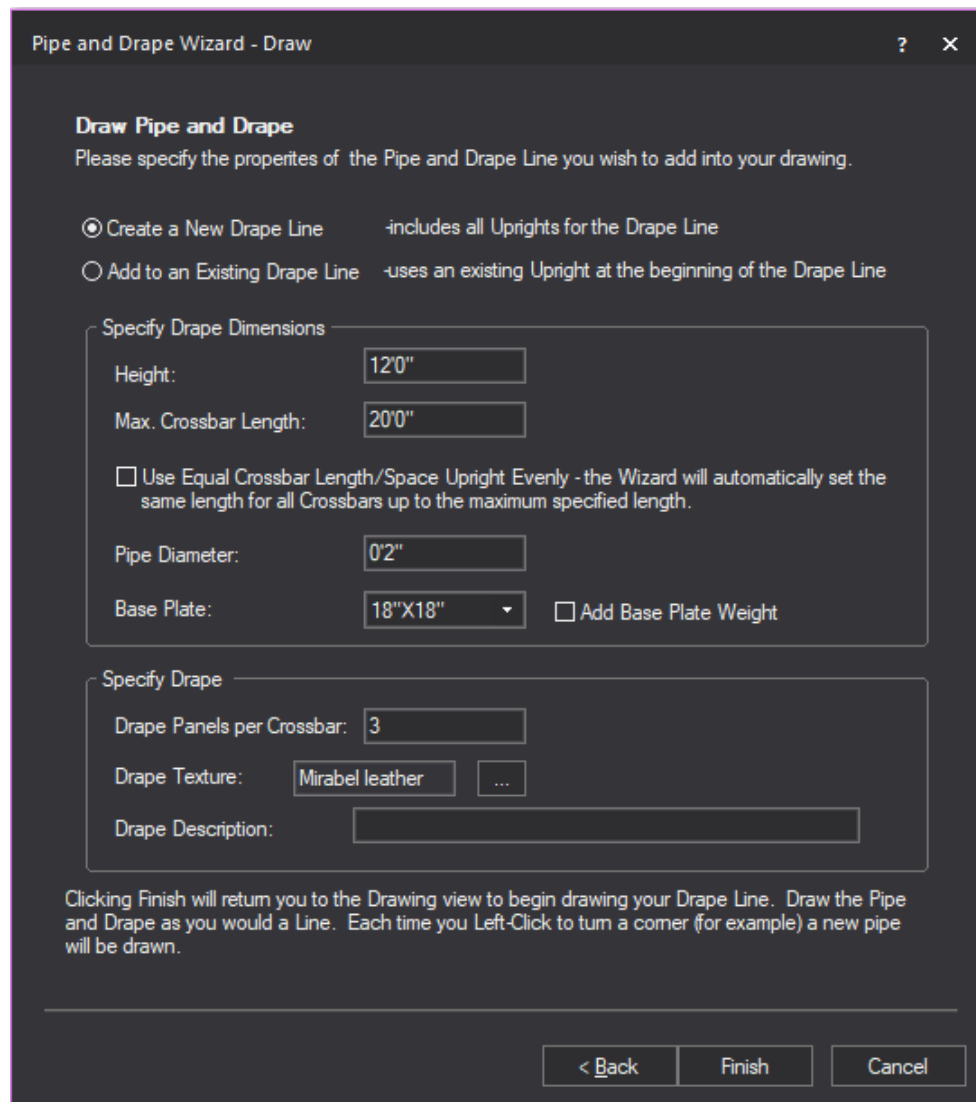 Pipe and Drape Wizard - Draw ? ✕
Draw Pipe and Drape
Please specify the properites of the Pipe and Drape Line you wish to add into your drawing.
Create a New Drape Line -includes all Uprights for the Drape Line
Add to an Existing Drape Line -uses an existing Upright at the beginning of the Drape Line
Specify Drape Dimensions
Height: 12'0"
Max. Crossbar Length: 20'0"
Use Equal Crossbar Length/Space Upright Evenly - the Wizard will automatically set the
same length for all Crossbars up to the maximum specified length.
Pipe Diameter: 0'2"
Base Plate: 18"X18" Add Base Plate Weight
Specify Drape
Drape Panels per Crossbar: 3
Drape Texture: Mirabel leather ...
Drape Description:
Clicking Finish will return you to the Drawing view to begin drawing your Drape Line. Draw the Pipe
and Drape as you would a Line. Each time you Left-Click to turn a corner (for example) a new pipe
will be drawn.
< Back Finish Cancel